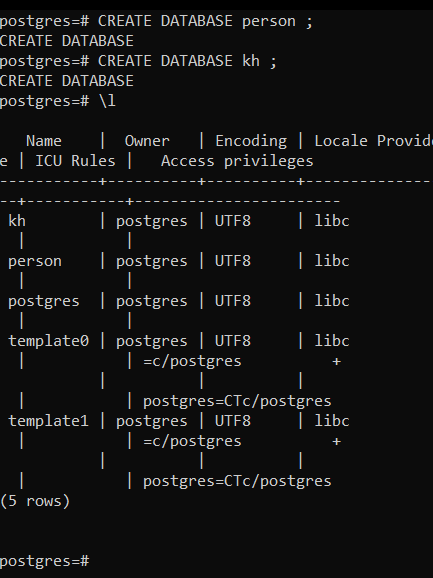 postgres=# CREATE DATABASE person ;
CREATE DATABASE
postgres=# CREATE DATABASE kh ;
CREATE DATABASE
postgres=# \l

   Name    |  Owner   | Encoding | Locale Provid
e | ICU Rules |   Access privileges
-----------+----------+----------+--------------
--+-----------+-----------------------
 kh        | postgres | UTF8     | libc
  |           |
 person    | postgres | UTF8     | libc
  |           |
 postgres  | postgres | UTF8     | libc
  |           |
 template0 | postgres | UTF8     | libc
  |           | =c/postgres          +
           |          |          |
  |           | postgres=CTc/postgres
 template1 | postgres | UTF8     | libc
  |           | =c/postgres          +
           |          |          |
  |           | postgres=CTc/postgres
(5 rows)

postgres=#